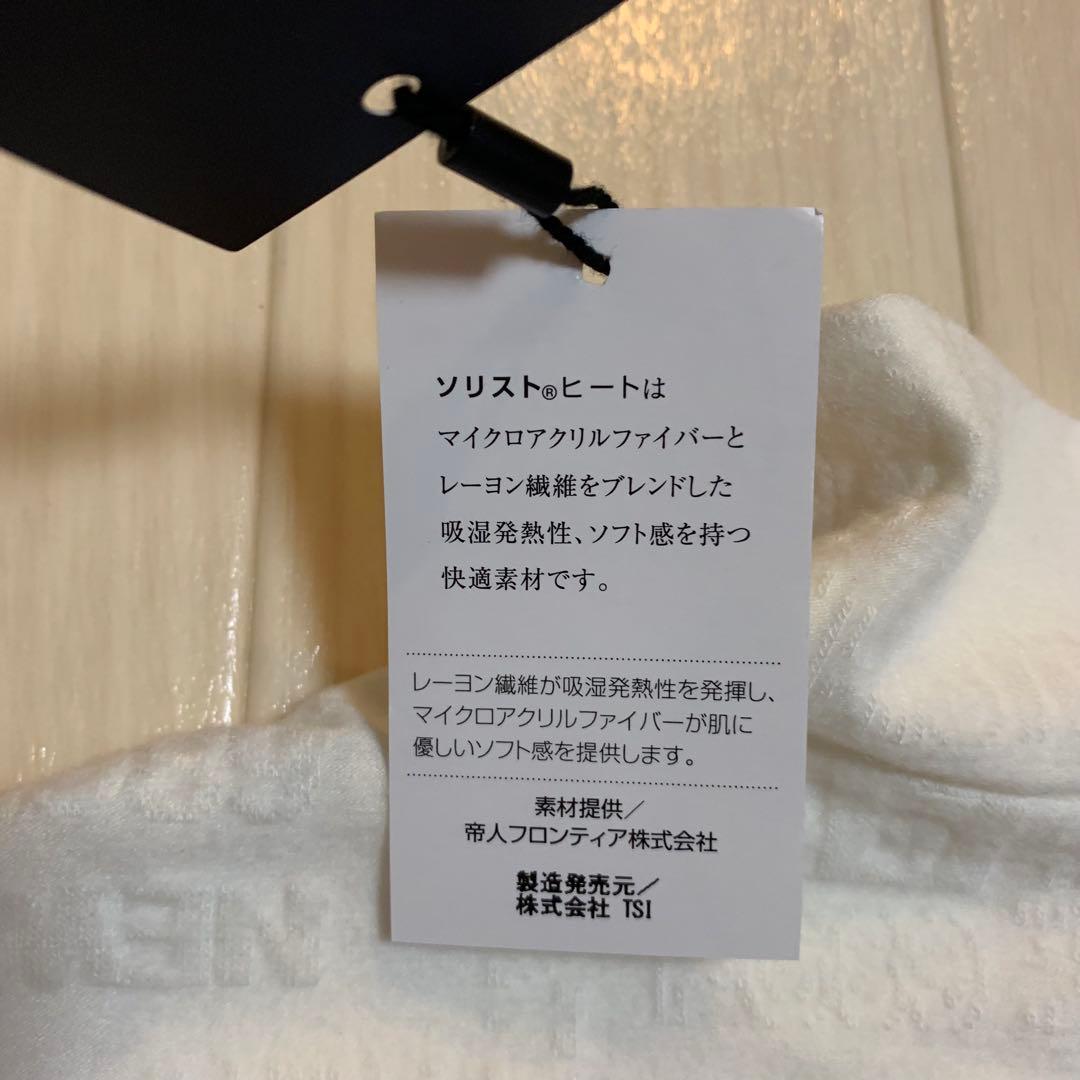 ソリスト®ヒートは
マイクロアクリルファイバーと
レーヨン繊維をブレンドした
吸湿発熱性、ソフト感を持つ
快適素材です。
レーヨン繊維が吸湿発熱性を発揮し、
マイクロアクリルファイバーが肌に
優しいソフト感を提供します。
素材提供／
帝人フロンティア株式会社
製造発売元／
株式会社 TSI